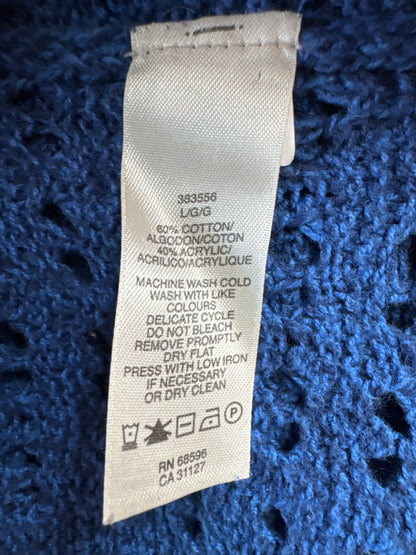 383556
L/G/G
60% COTTON/
ALGODON/COTON
40% ACRYLIC/
ACRILICO/ACRYLIQUE
MACHINE WASH COLD
WASH WITH LIKE
COLOURS
DELICATE CYCLE
DO NOT BLEACH
REMOVE PROMPTLY
DRY FLAT
PRESS WITH LOW IRON
IF NECESSARY
OR DRY CLEAN
P
RN 68596
CA 31127